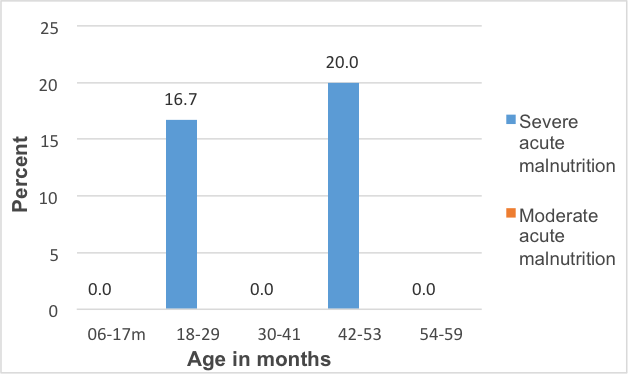 25
20
15
10
5
0
Percent
16.7
20.0
0.0
0.0
0.0
06-17m
18-29
30-41
42-53
54-59
Age in months
Severe
acute
malnutrition
Moderate
acute
malnutrition